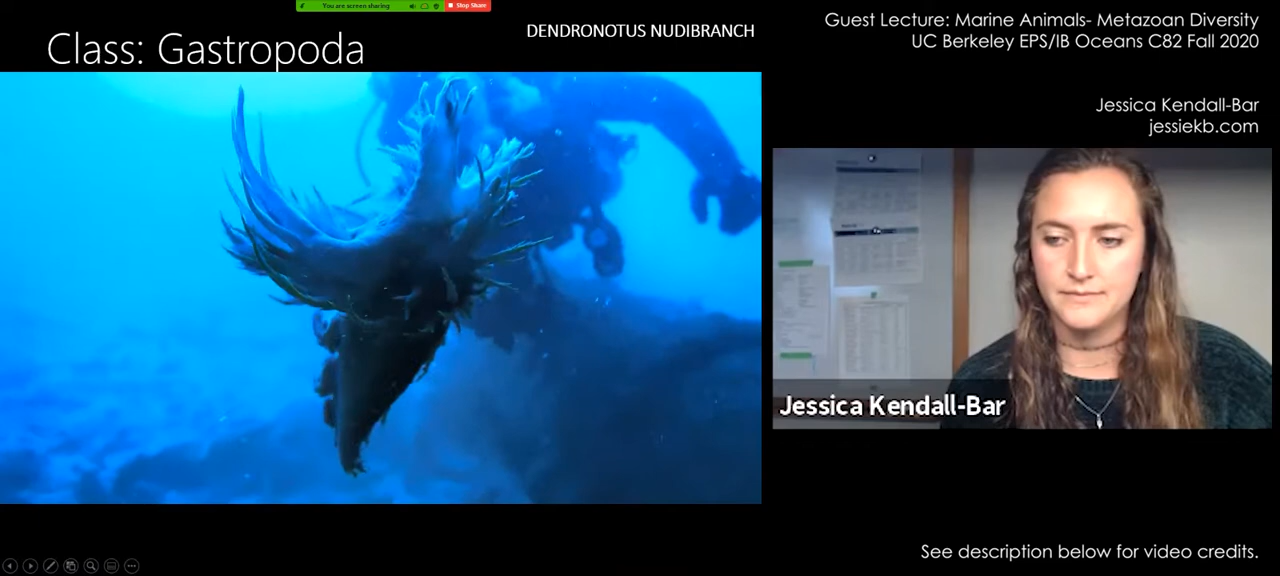 You are screen sharing
Stop Share
Class: Gastropoda
DENDRONOTUS NUDIBRANCH
Guest Lecture: Marine Animals- Metazoan Diversity
UC Berkeley EPS/IB Oceans C82 Fall 2020
Jessica Kendall-Bar
jessiekb.com
Jessica Kendall-Bar
See description below for video credits.